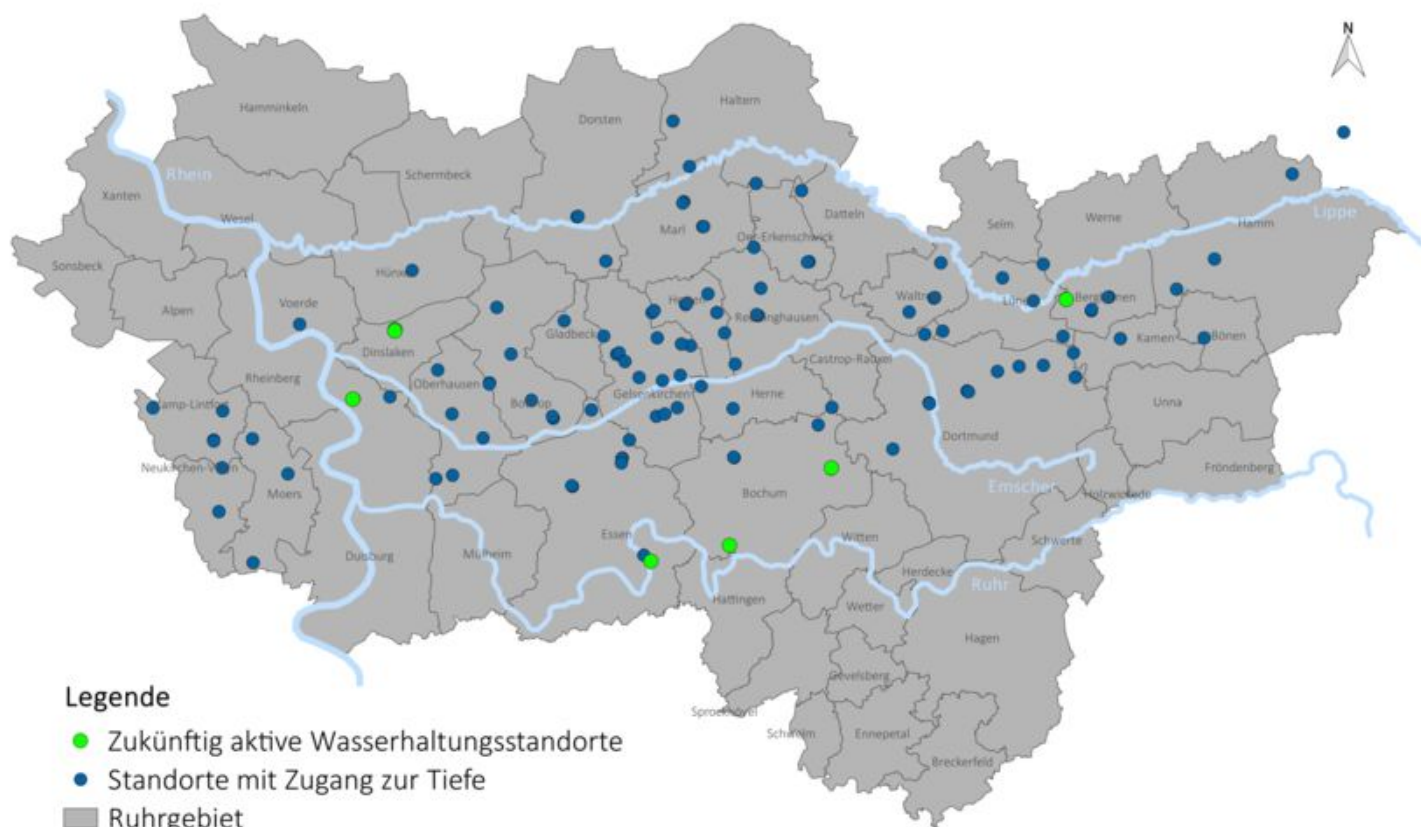 N
Haltern
Hamminkeln
Dorsten
Rhein
Schermbeck
Xanten
Wesel
Selm
Werne
Hamm
Lippe
Datteln
Marl
Oer-Erkenschwick
Sonsbeck
Hünxe
Alpen
Voerde
Waltrop
Lünen
Bergkamen
Herten
Recklinghausen
Gladbeck
Kamen
Bönen
Dinslaken
Castrop-Rauxel
Rheinberg
Oberhausen
Gelsenkirchen
Herne
Unna
Kamp-Lintfort
Bottrop
Dortmund
Neukirchen-Vluyn
Fröndenberg
Moers
Bochum
Emscher
Holzwickede
Essen
Witten
Schwerte
Duisburg
Mülheim
Herdecke
Ruhr
Hattingen
Wetter
Hagen
Gevelsberg
Legende
Sprockhövel
Schwelm
Ennepetal
Zukünftig aktive Wasserhaltungsstandorte
Breckerfeld
Standorte mit Zugang zur Tiefe
Ruhrgebiet